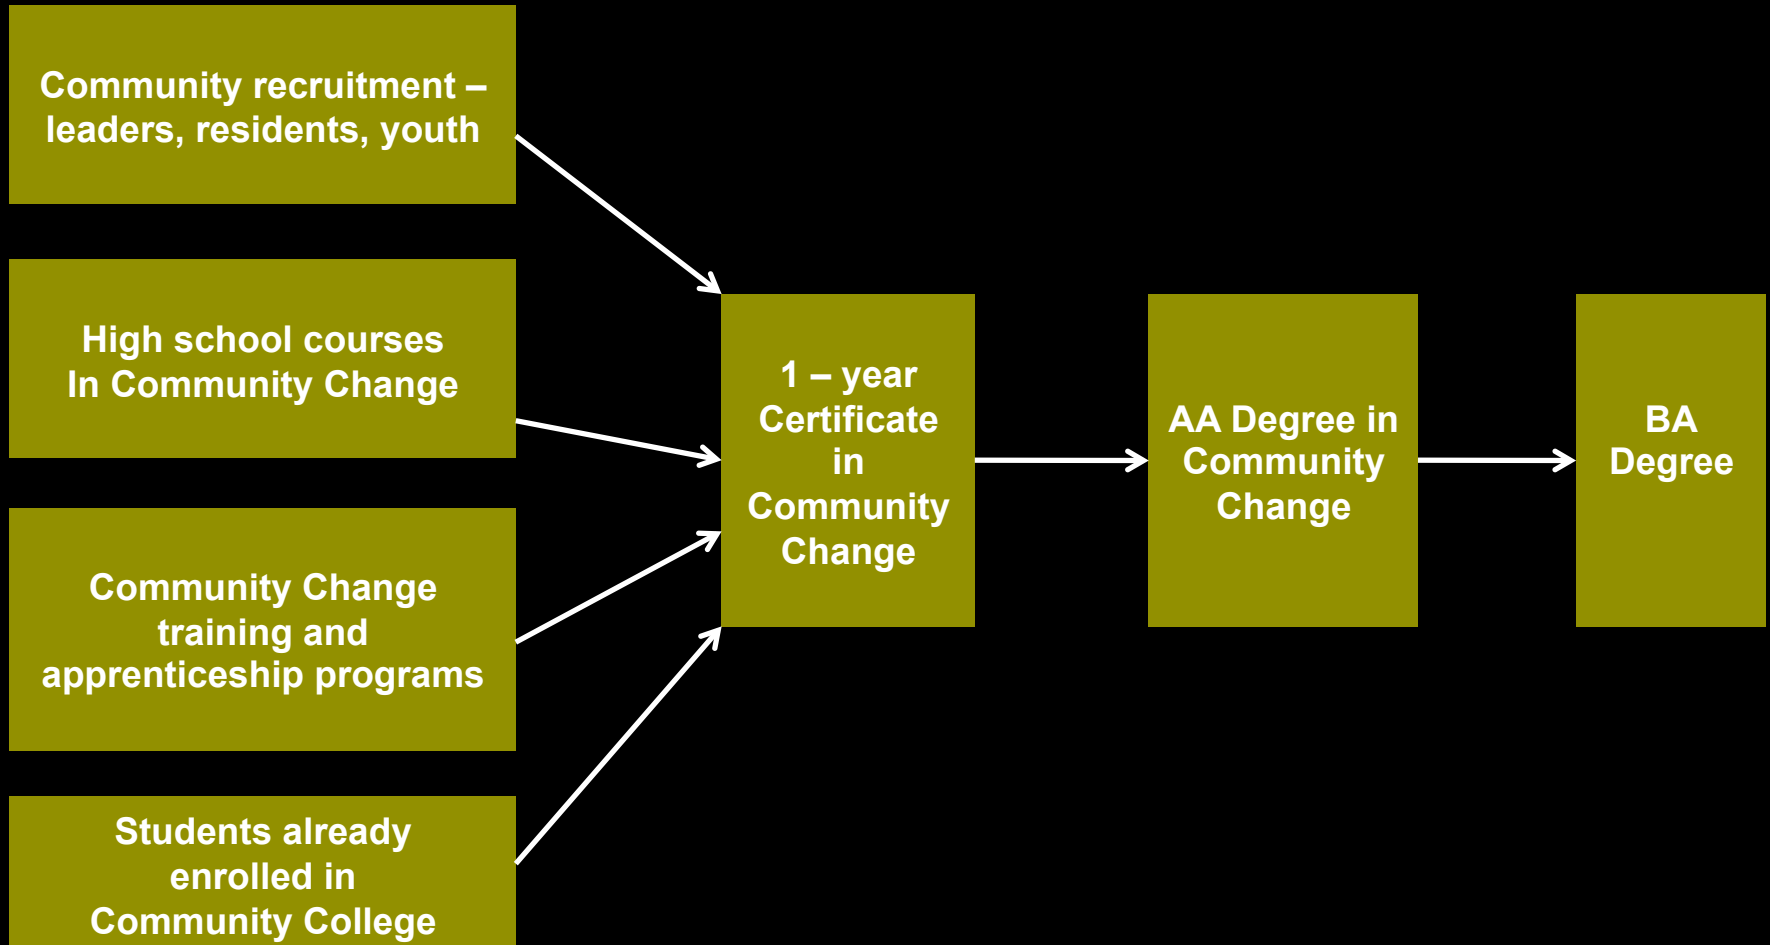 Community recruitment –
leaders, residents, youth
High school courses
In Community Change
Community Change
training and
apprenticeship programs
Students already
enrolled in
Community College
1 – year
Certificate
in
Community
Change
AA Degree in
Community
Change
BA
Degree